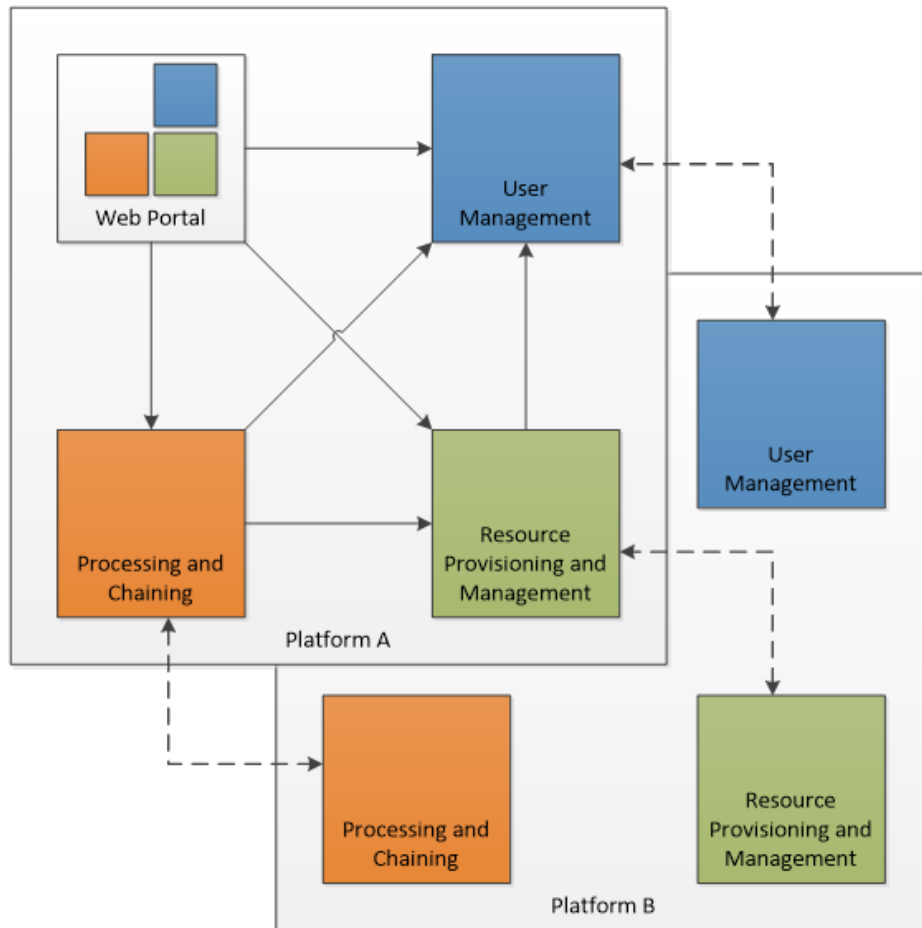 Web Portal
User
Management
Processing and
Chaining
Resource
Provisioning and
Management
Platform A
User
Management
Processing and
Chaining
Resource
Provisioning and
Management
Platform B